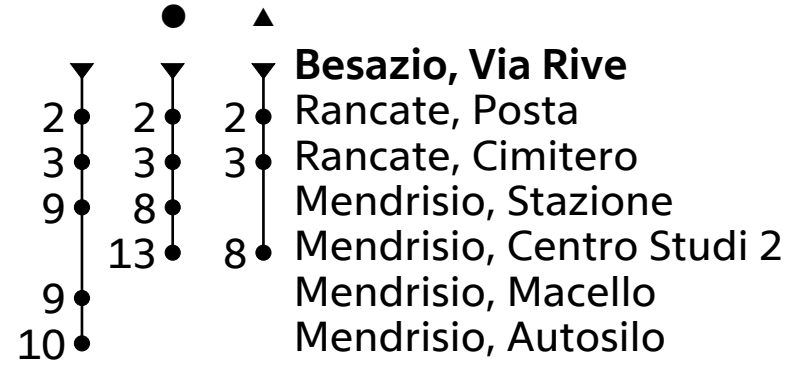 ● ▲
Besazio, Via Rive
2 2 2 Rancate, Posta
3 3 3 Rancate, Cimitero
9 8 Mendrisio, Stazione
13 8 Mendrisio, Centro Studi 2
9 Mendrisio, Macello
10 Mendrisio, Autosilo